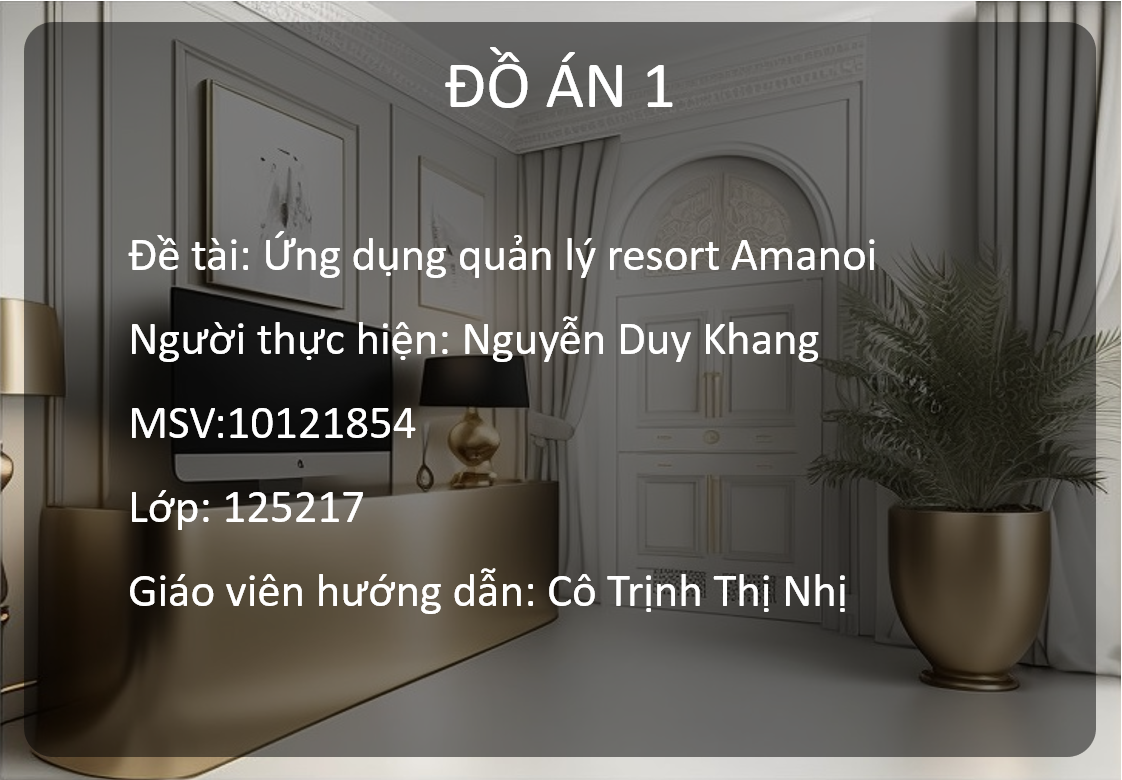 ĐỒ ÁN 1
Đề tài: Ứng dụng quản lý resort Amanoi
Người thực hiện: Nguyễn Duy Khang
MSV:10121854
Lớp: 125217
Giáo viên hướng dẫn: Cô Trịnh Thị Nhị